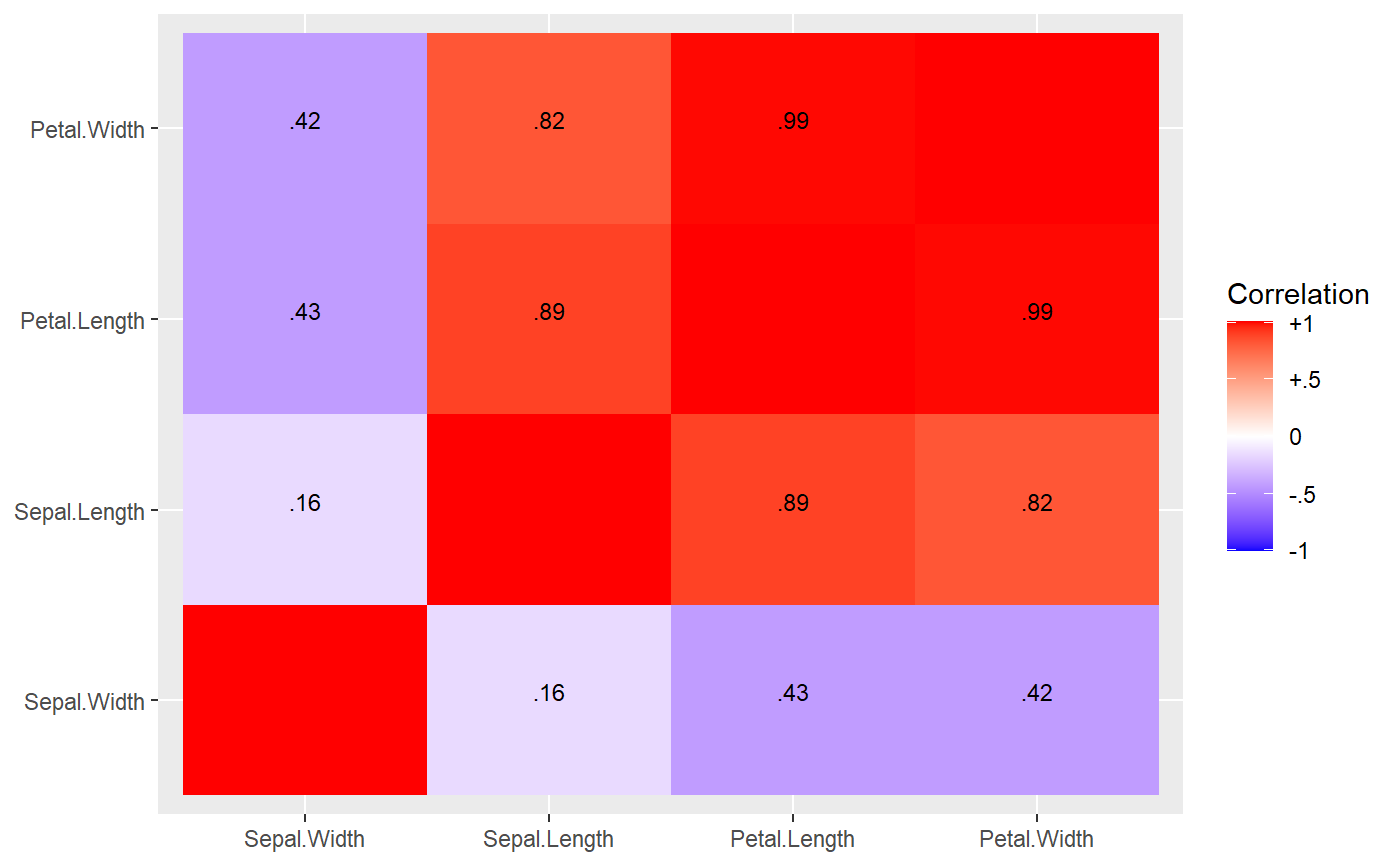 Petal.Width
.42
.82
.99
Petal.Length
.43
.89
.99
Sepal.Length
.16
.89
.82
Sepal.Width
.16
.43
.42
Sepal.Width
Sepal.Length
Petal.Length
Petal.Width
Correlation
+1
+.5
0
-.5
-1